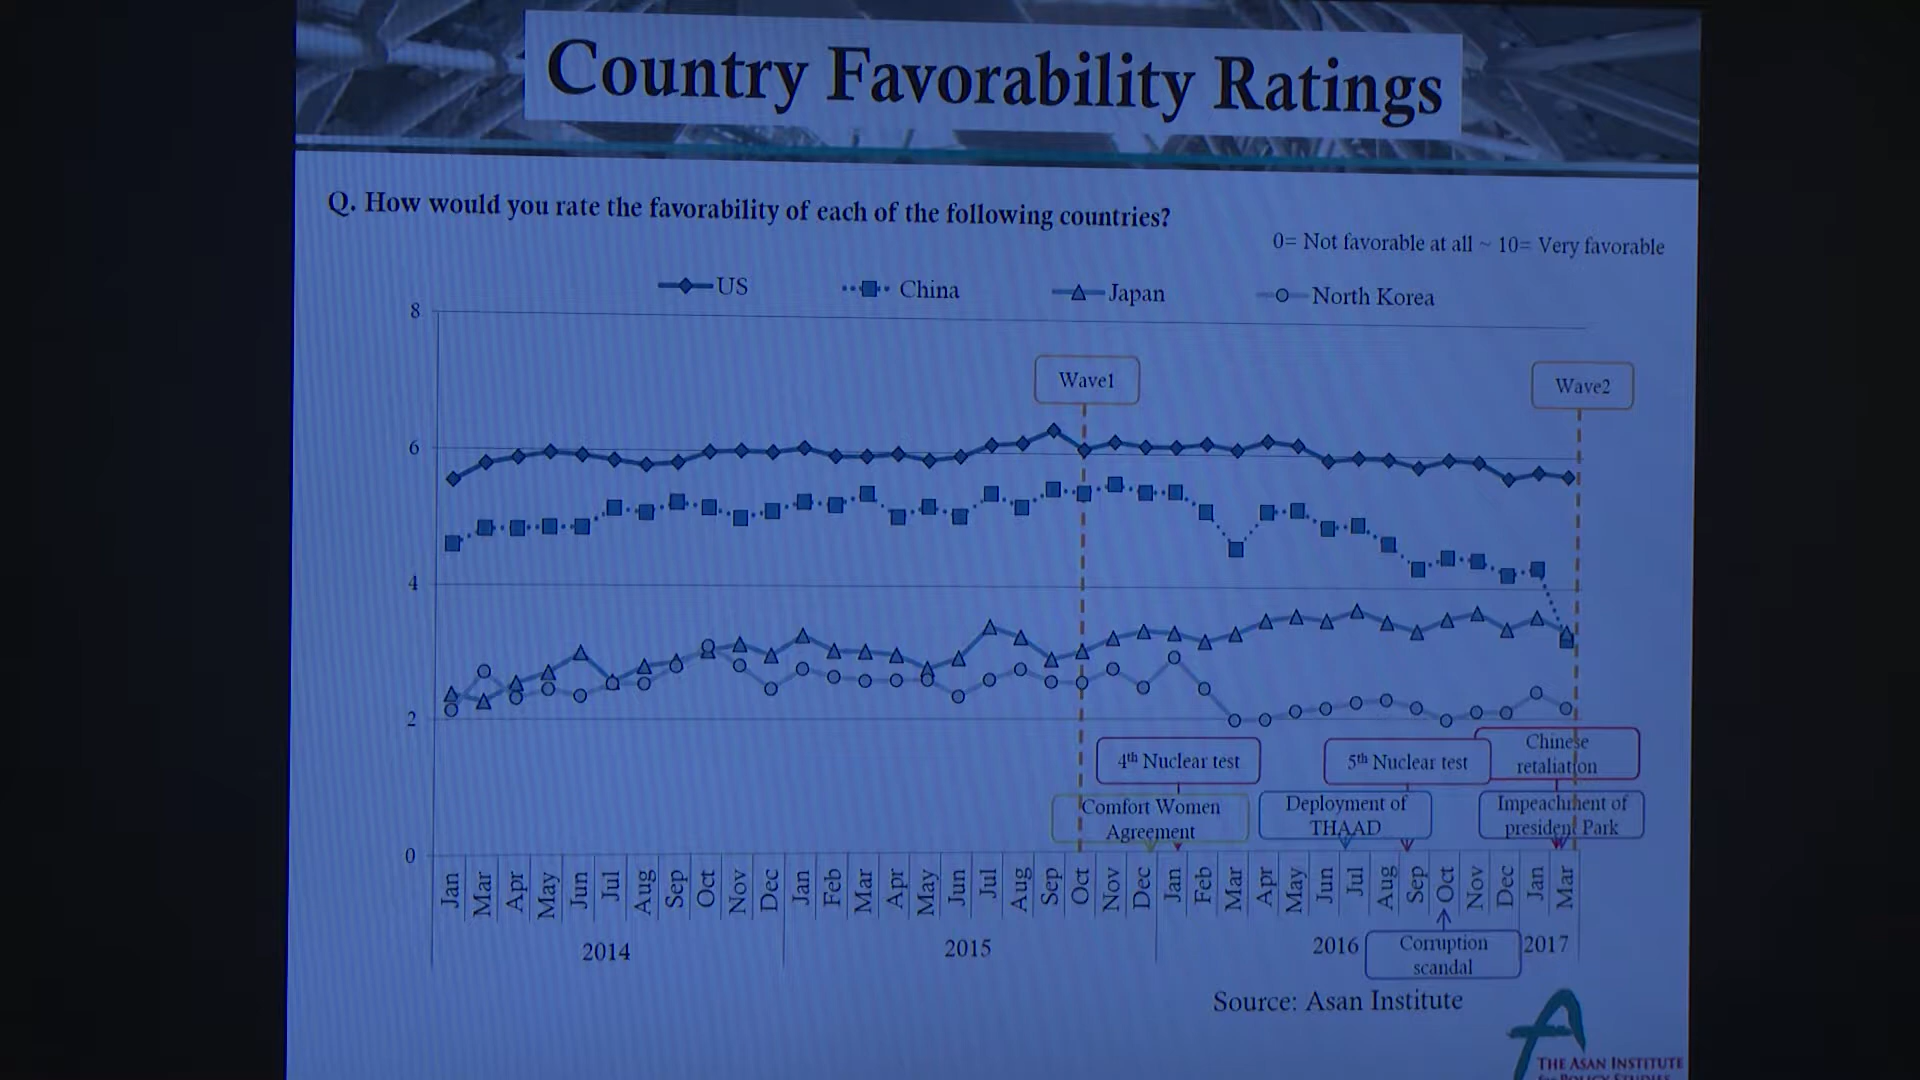 Country Favorability Ratings
Q. How would you rate the favorability of each of the following countries?
0= Not favorable at all ~ 10= Very favorable
US
China
Japan
North Korea
8
6
4
2
0
Wave1
Wave2
4th Nuclear test
5th Nuclear test
Chinese
retaliation
Comfort Women
Agreement
Deployment of
THAAD
Impeachment of
president Park
Jan
Mar
Apr
May
Jun
Jul
Aug
Sep
Oct
Nov
Dec
Jan
Feb
Mar
Apr
May
Jun
Jul
Aug
Sep
Oct
Nov
Dec
Jan
Feb
Mar
Apr
May
Jun
Jul
Aug
Sep
Oct
Nov
Dec
Jan
Mar
2014
2015
2016
2017
Corruption
scandal
Source: Asan Institute
THE ASAN INSTITUTE
for POLICY STUDIES